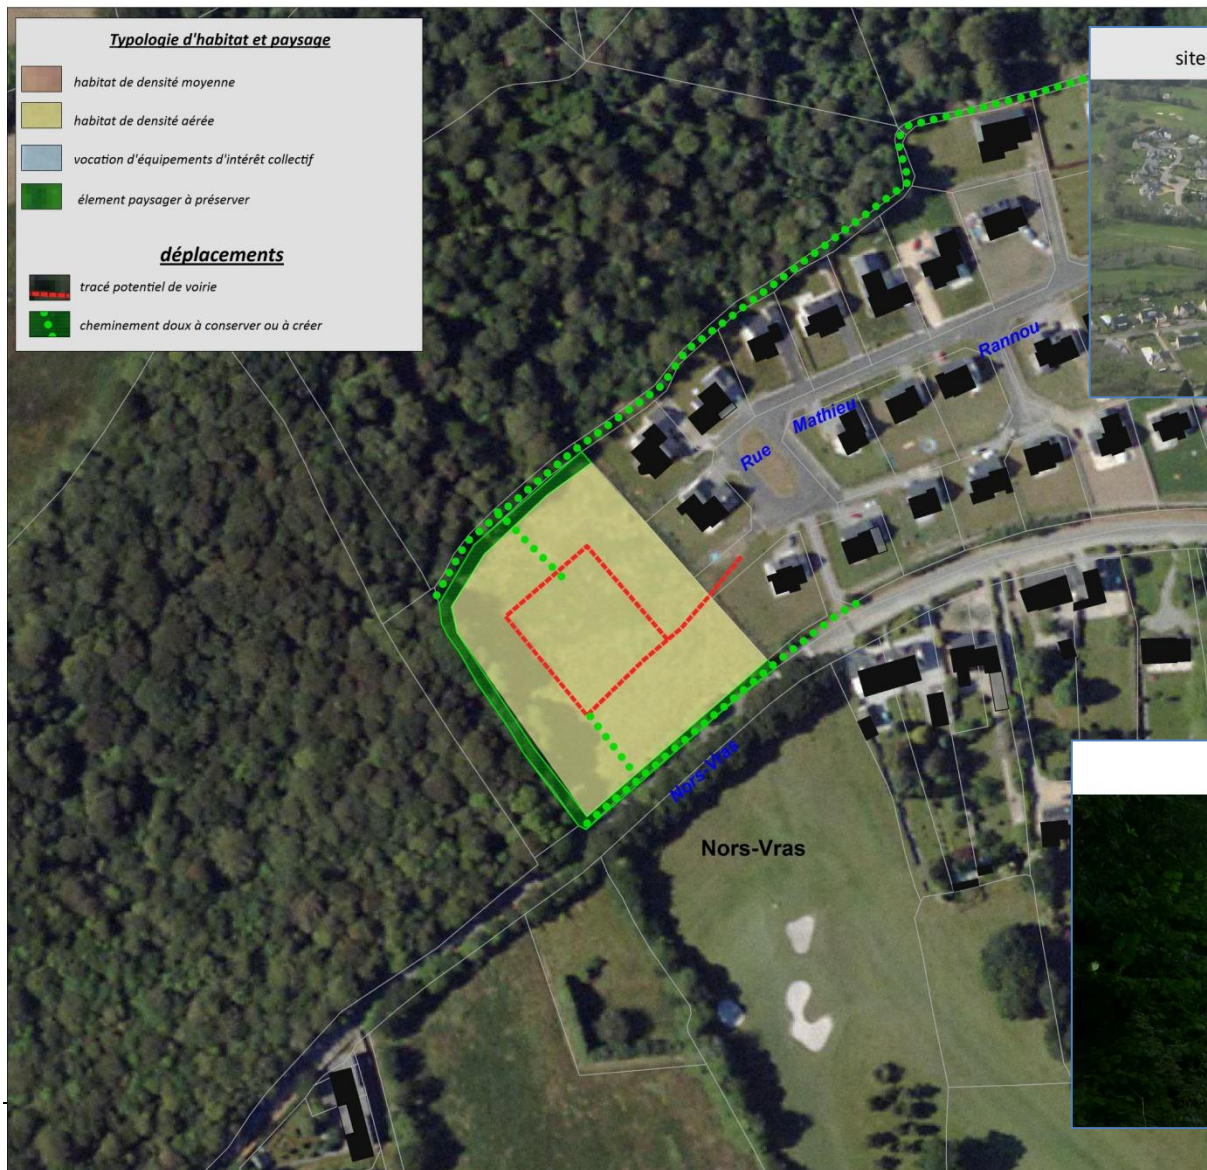 Typologie d'habitat et paysage
habitat de densité moyenne
habitat de densité aérée
vocation d'équipements d'intérêt collectif
élement paysager à préserver
déplacements
tracé potentiel de voirie
cheminement doux à conserver ou à créer
site
Rue Mathieu Rannou
Nors-Vras
Nors-Vras